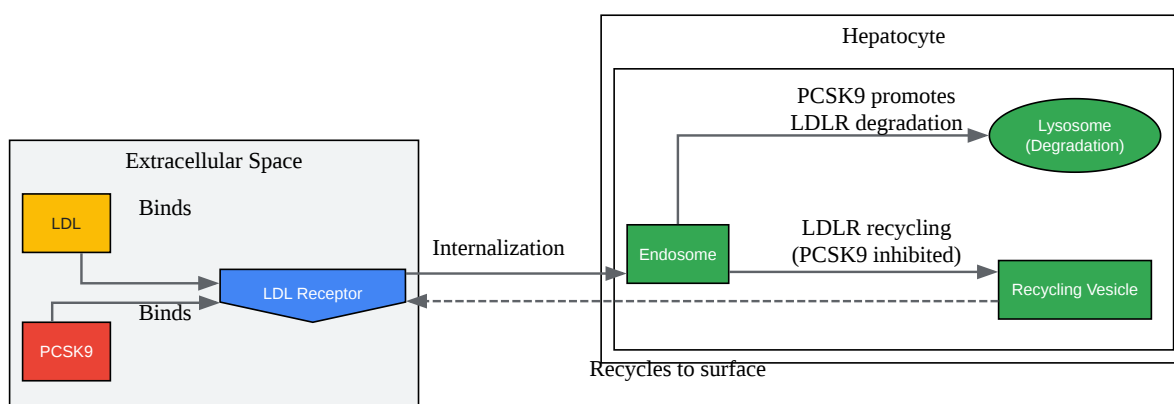 Hepatocyte
PCSK9 promotes
LDLR degradation
Lysosome
(Degradation)
Extracellular Space
LDL
Binds
Internalization
Endosome
LDLR recycling
(PCSK9 inhibited)
LDL Receptor
Recycling Vesicle
Binds
PCSK9
Recycles to surface